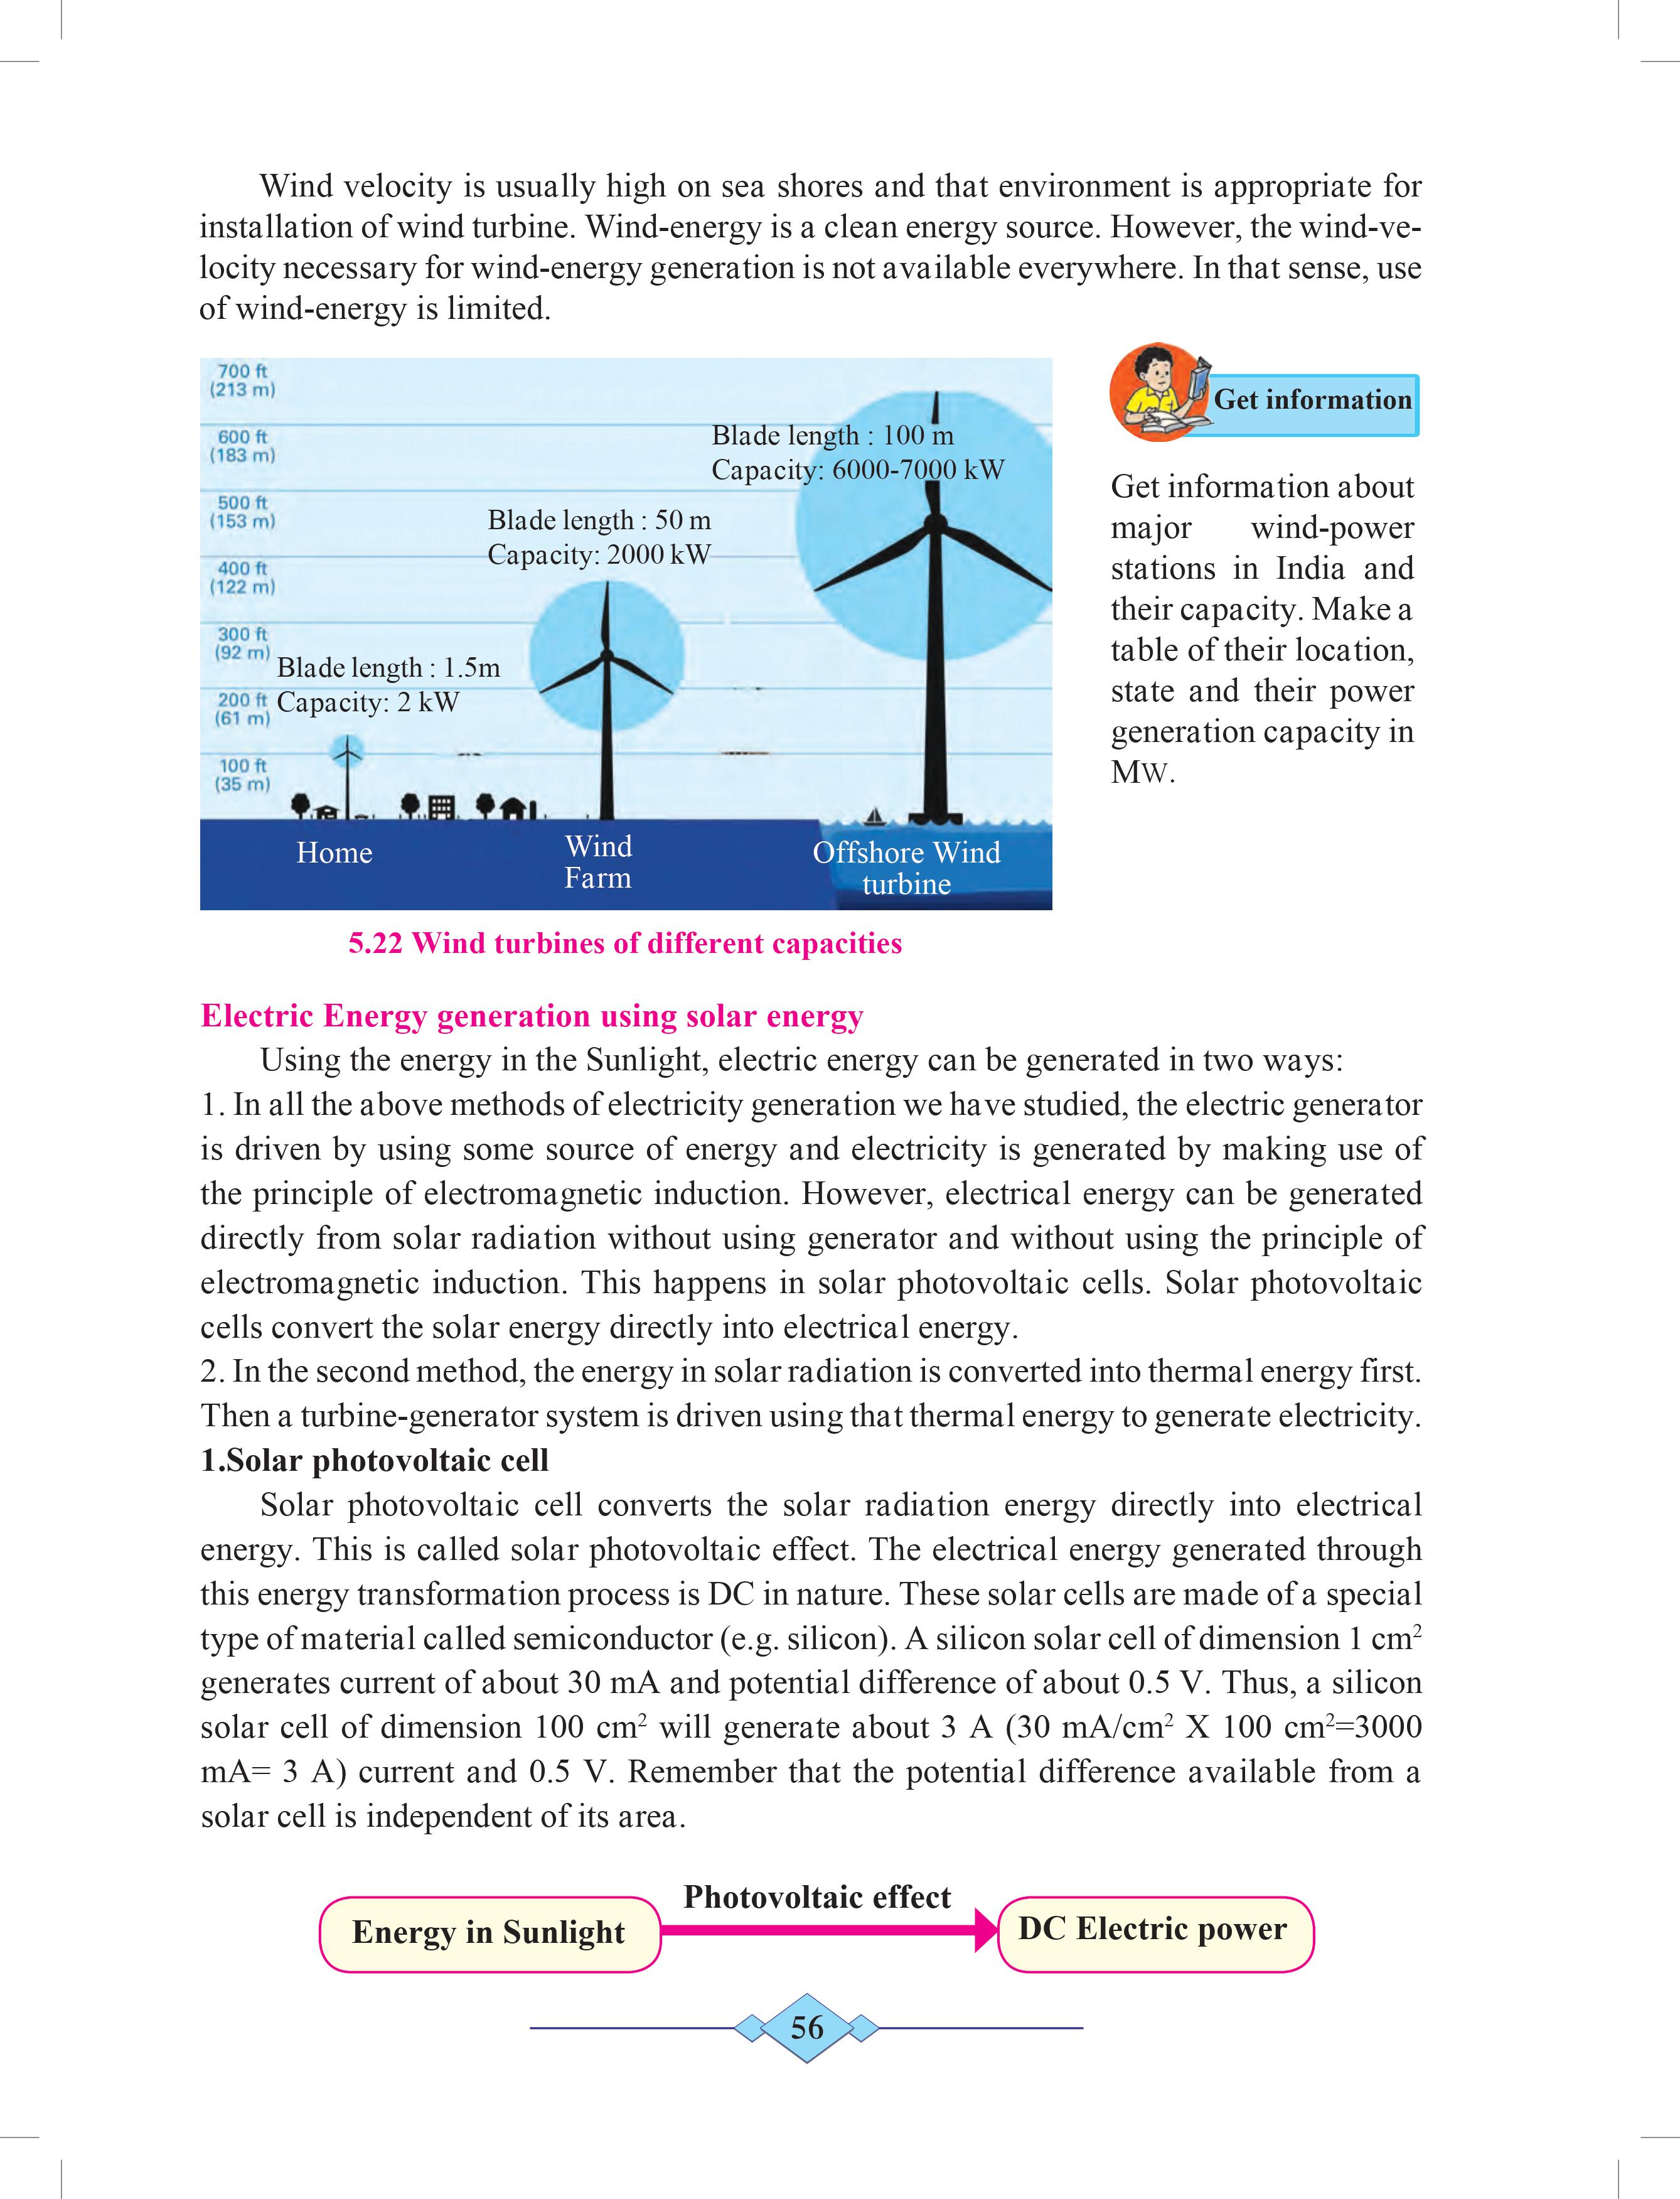 Wind velocity is usually high on sea shores and that environment is appropriate for
installation of wind turbine. Wind-energy is a clean energy source. However, the wind-ve-
locity necessary for wind-energy generation is not available everywhere. In that sense, use
of wind-energy is limited.
700 ft
(213 m)
600 ft
(183 m)
500 ft
(153 m)
400 ft
(122 m)
300 ft
(92 m)
200 ft
(61 m)
100 ft
(35 m)
Blade length : 1.5m
Capacity: 2 kW
Blade length : 50 m
Capacity: 2000 kW
Blade length : 100 m
Capacity: 6000-7000 kW
Home
Wind
Farm
Offshore Wind
turbine
5.22 Wind turbines of different capacities
Get information
Get information about
major wind-power
stations in India and
their capacity. Make a
table of their location,
state and their power
generation capacity in
MW.
Electric Energy generation using solar energy
Using the energy in the Sunlight, electric energy can be generated in two ways:
1. In all the above methods of electricity generation we have studied, the electric generator
is driven by using some source of energy and electricity is generated by making use of
the principle of electromagnetic induction. However, electrical energy can be generated
directly from solar radiation without using generator and without using the principle of
electromagnetic induction. This happens in solar photovoltaic cells. Solar photovoltaic
cells convert the solar energy directly into electrical energy.
2. In the second method, the energy in solar radiation is converted into thermal energy first.
Then a turbine-generator system is driven using that thermal energy to generate electricity.
1.Solar photovoltaic cell
Solar photovoltaic cell converts the solar radiation energy directly into electrical
energy. This is called solar photovoltaic effect. The electrical energy generated through
this energy transformation process is DC in nature. These solar cells are made of a special
type of material called semiconductor (e.g. silicon). A silicon solar cell of dimension 1 cm²
generates current of about 30 mA and potential difference of about 0.5 V. Thus, a silicon
solar cell of dimension 100 cm² will generate about 3 A (30 mA/cm² X 100 cm²=3000
mA= 3 A) current and 0.5 V. Remember that the potential difference available from a
solar cell is independent of its area.
Energy in Sunlight
Photovoltaic effect
DC Electric power
56